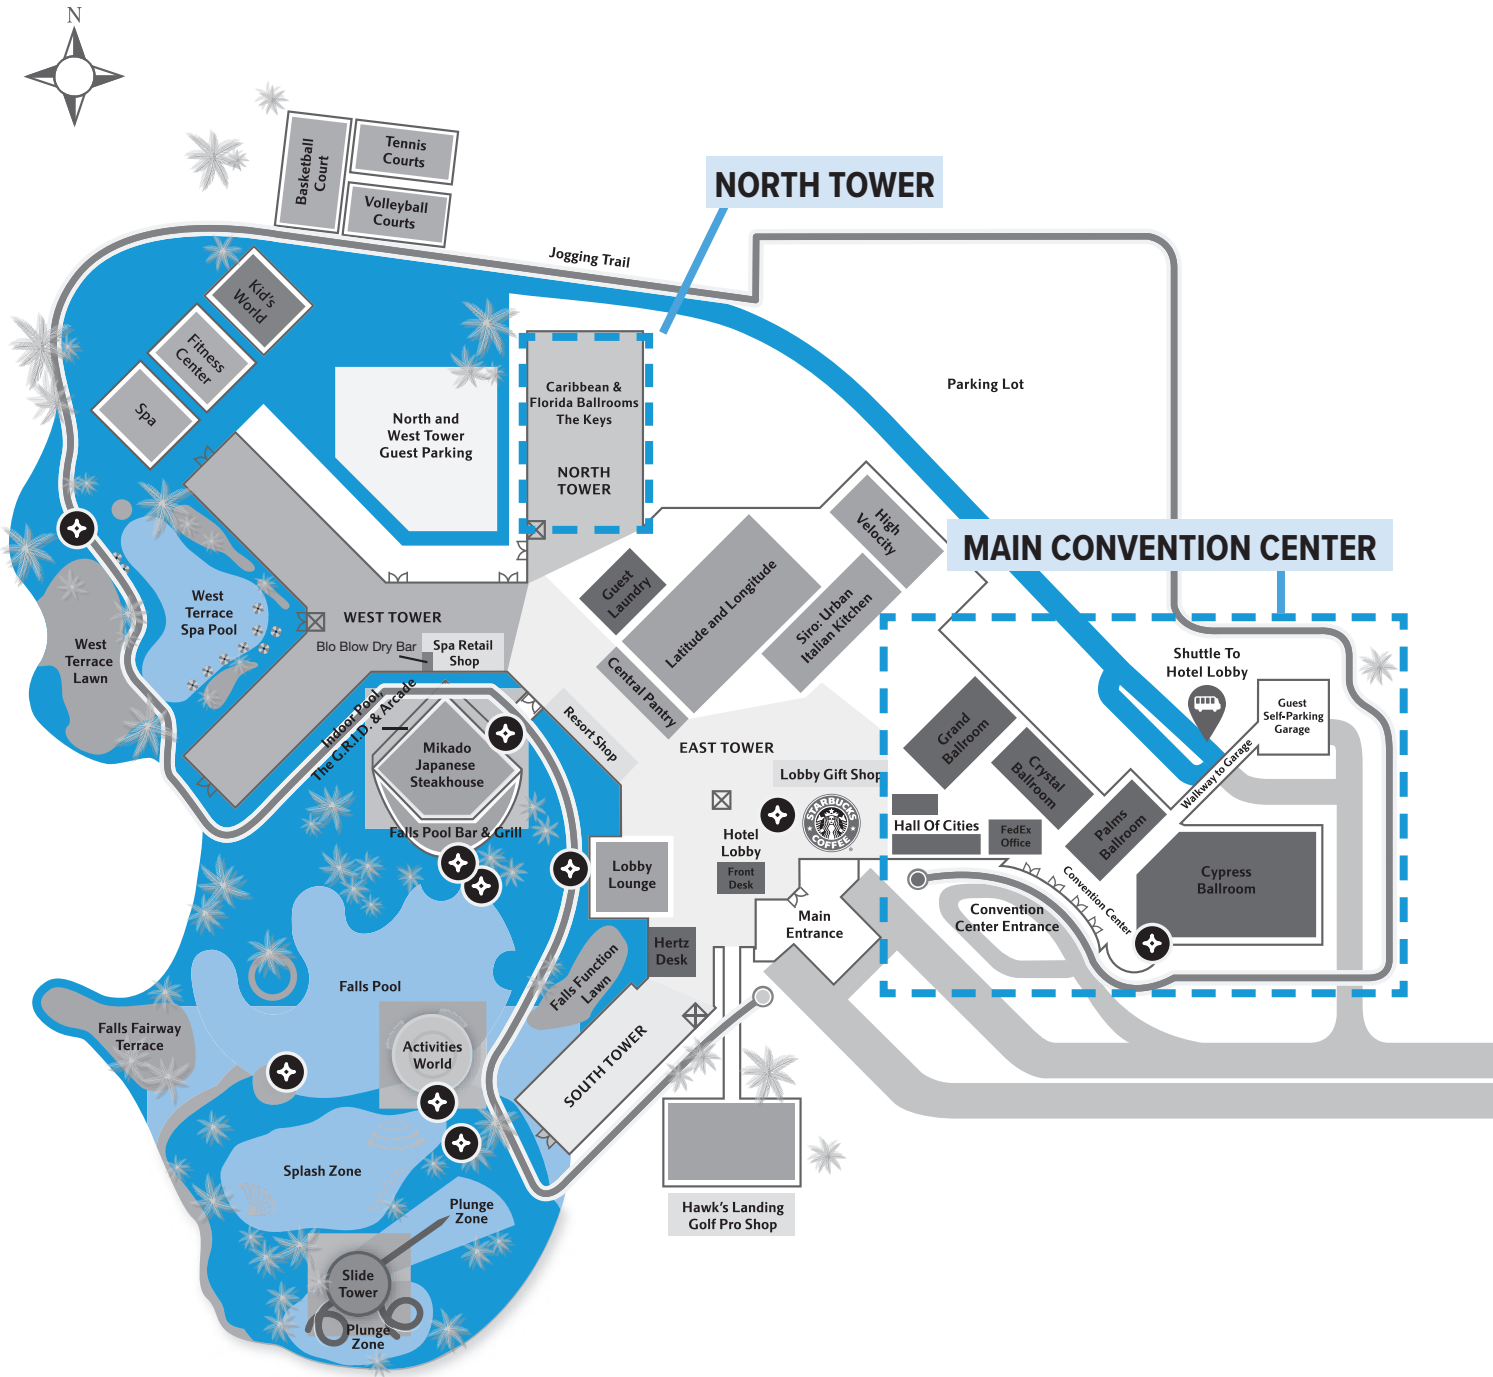 N
Basketball
Court
Tennis
Courts
Volleyball
Courts
NORTH TOWER
Jogging Trail
Kid's
World
Fitness
Center
Spa
North and
West Tower
Guest Parking
Caribbean &
Florida Ballrooms
The Keys
NORTH
TOWER
Parking Lot
High
Velocity
MAIN CONVENTION CENTER
Guest
Laundry
Latitude and Longitude
Siro: Urban
Italian Kitchen
Central Pantry
West
Terrace
Spa Pool
WEST TOWER
Blo Blow Dry Bar
Spa Retail
Shop
West
Terrace
Lawn
Indoor Pool,
The G.R.I.D. & Arcade
Mikado
Japanese
Steakhouse
Resort Shop
EAST TOWER
Lobby Gift Shop
STARBUCKS
COFFEE
®
Shuttle To
Hotel Lobby
Guest
Self-Parking
Garage
Walkway to Garage
Grand
Ballroom
Crystal
Ballroom
Palms
Ballroom
Hall Of Cities
FedEx
Office
Cypress
Ballroom
Convention Center
Convention
Center Entrance
Falls Pool Bar & Grill
Hotel
Lobby
Front
Desk
Lobby
Lounge
Main
Entrance
Hertz
Desk
Falls Function
Lawn
Falls Pool
Falls Fairway
Terrace
Activities
World
SOUTH TOWER
Splash Zone
Plunge
Zone
Hawk's Landing
Golf Pro Shop
Slide
Tower
Plunge
Zone